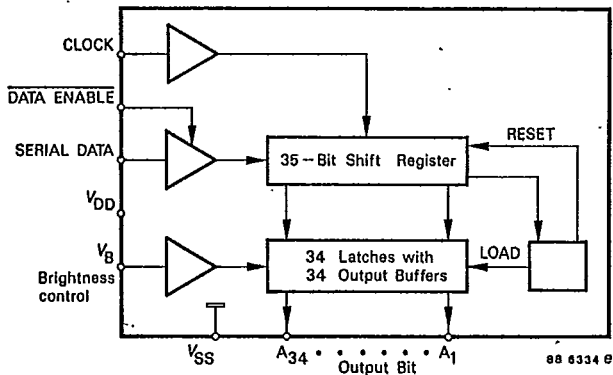 CLOCK
DATA ENABLE
SERIAL DATA
35-Bit Shift Register
RESET
VDD
VB
Brightness
control
34 Latches with
34 Output Buffers
LOAD
VSS
A34
A1
Output Bit
88 6334 e